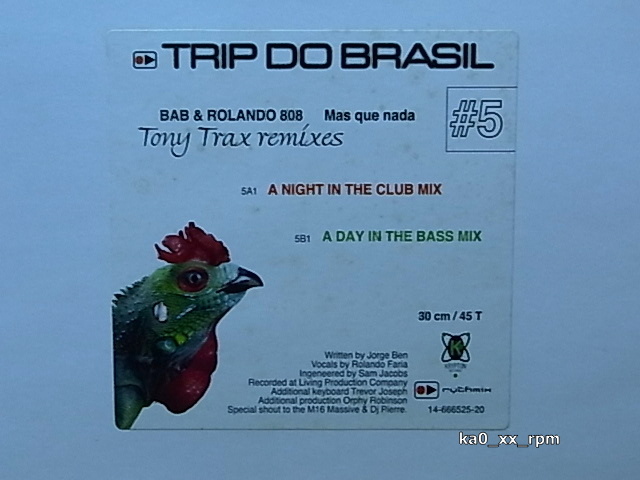 TRIP DO BRASIL
BAB & ROLANDO 808 Mas que nada
#5
Tony Trax remixes
5A1 A NIGHT IN THE CLUB MIX
5B1 A DAY IN THE BASS MIX
30 cm / 45 T
K
Written by Jorge Ben
Vocals by Rolando Faria
Ingeneered by Sam Jacobs
Recorded at Living Production Company
Additional keyboard Trevor Joseph
Additional production Orphy Robinson
Special shout to the M16 Massive & Dj Pierre.
rythmix
14-666525-20
ka0_xx_rpm